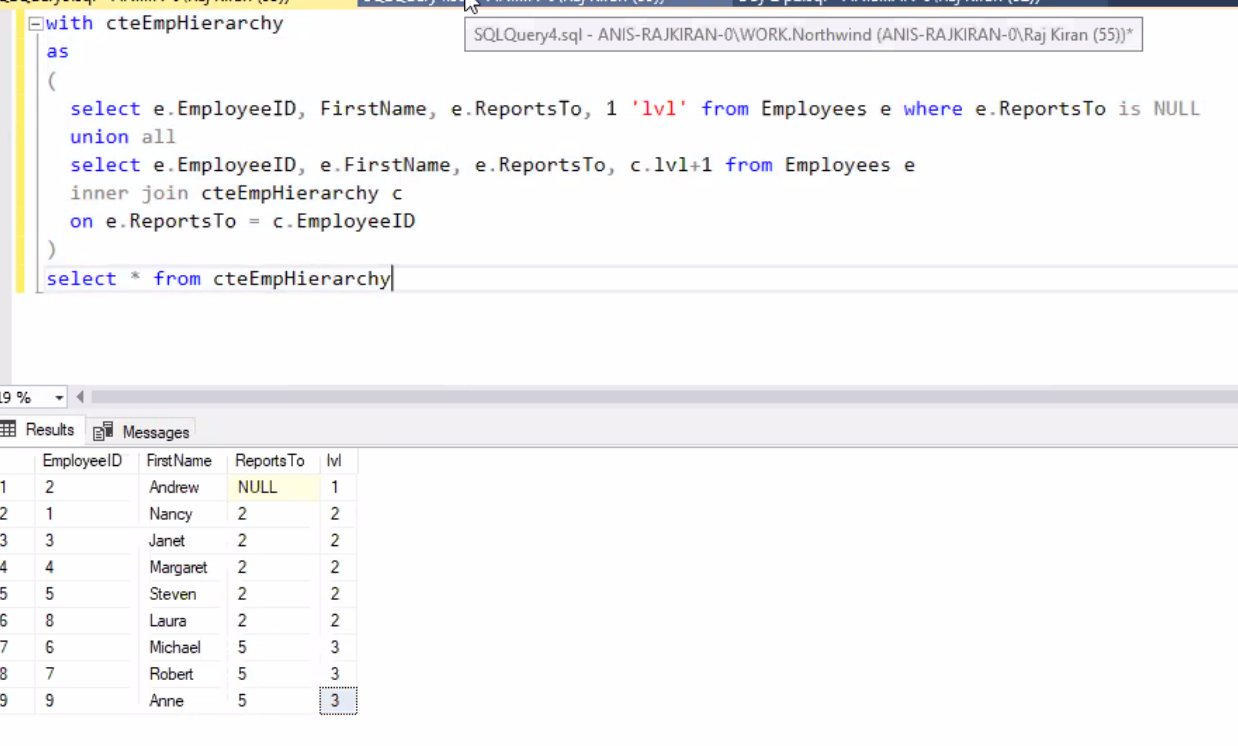 SQLQuery4.sql - ANIS-RAJKIRAN-0\WORK.Northwind (ANIS-RAJKIRAN-0\Raj Kiran (55))*
with cteEmpHierarchy
as
(
select e.EmployeeID, FirstName, e.ReportsTo, 1 'lvl' from Employees e where e.ReportsTo is NULL
union all
select e.EmployeeID, e.FirstName, e.ReportsTo, c.lvl+1 from Employees e
inner join cteEmpHierarchy c
on e.ReportsTo = c.EmployeeID
)
select * from cteEmpHierarchy
Results Messages
EmployeeID FirstName ReportsTo lvl
1 2 Andrew NULL 1
2 1 Nancy 2 2
3 3 Janet 2 2
4 4 Margaret 2 2
5 5 Steven 2 2
6 8 Laura 2 2
7 6 Michael 5 3
8 7 Robert 5 3
9 9 Anne 5 3